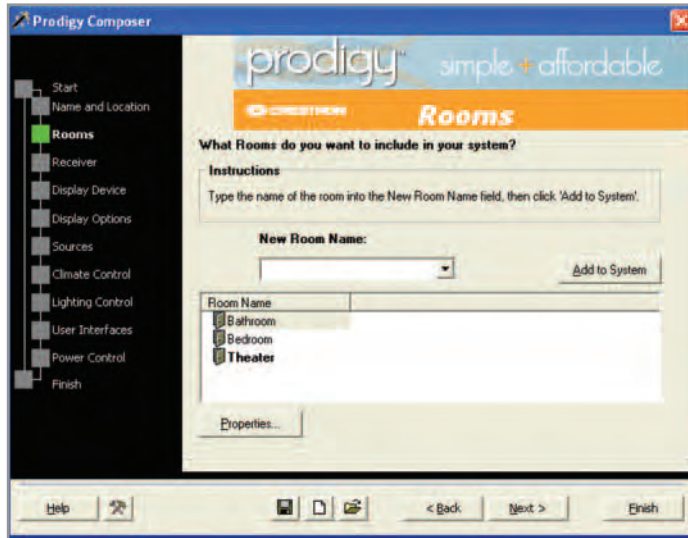 Prodigy Composer
prodigy™ simple + affordable
CRESTRON Rooms
Start
Name and Location
Rooms
Receiver
Display Device
Display Options
Sources
Climate Control
Lighting Control
User Interfaces
Power Control
Finish
What Rooms do you want to include in your system?
Instructions
Type the name of the room into the New Room Name field, then click 'Add to System'.
New Room Name:
Add to System
Room Name
Bathroom
Bedroom
Theater
Properties...
Help < Back Next > Finish